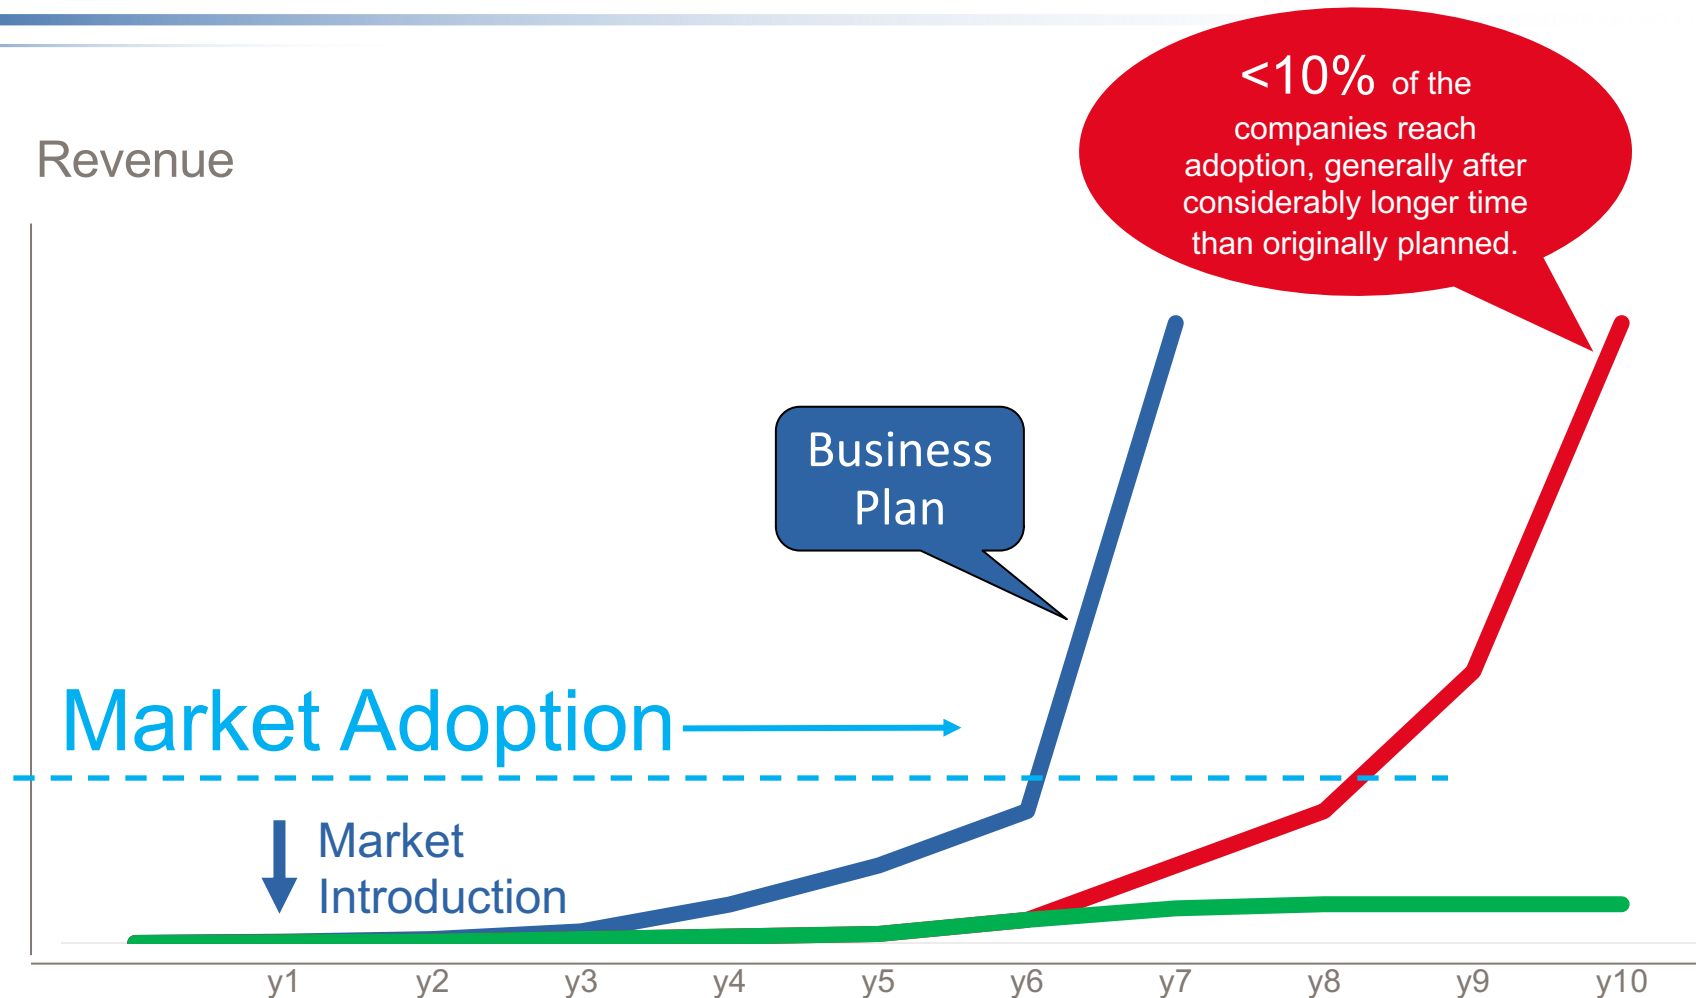 <10% of the
companies reach
adoption, generally after
considerably longer time
than originally planned.
Revenue
Business
Plan
Market Adoption
Market
Introduction
y1 y2 y3 y4 y5 y6 y7 y8 y9 y10